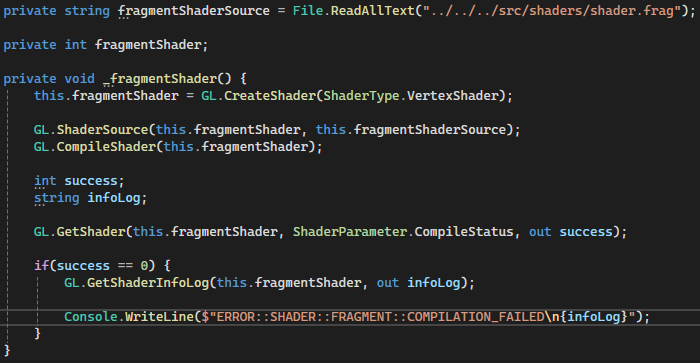 private string fragmentShaderSource = File.ReadAllText("../../../src/shaders/shader.frag");
private int fragmentShader;
private void _fragmentShader() {
this.fragmentShader = GL.CreateShader(ShaderType.VertexShader);
GL.ShaderSource(this.fragmentShader, this.fragmentShaderSource);
GL.CompileShader(this.fragmentShader);
int success;
string infoLog;
GL.GetShader(this.fragmentShader, ShaderParameter.CompileStatus, out success);
if(success == 0) {
GL.GetShaderInfoLog(this.fragmentShader, out infoLog);
Console.WriteLine($"ERROR::SHADER::FRAGMENT::COMPILATION_FAILED\n{infoLog}");
}
}